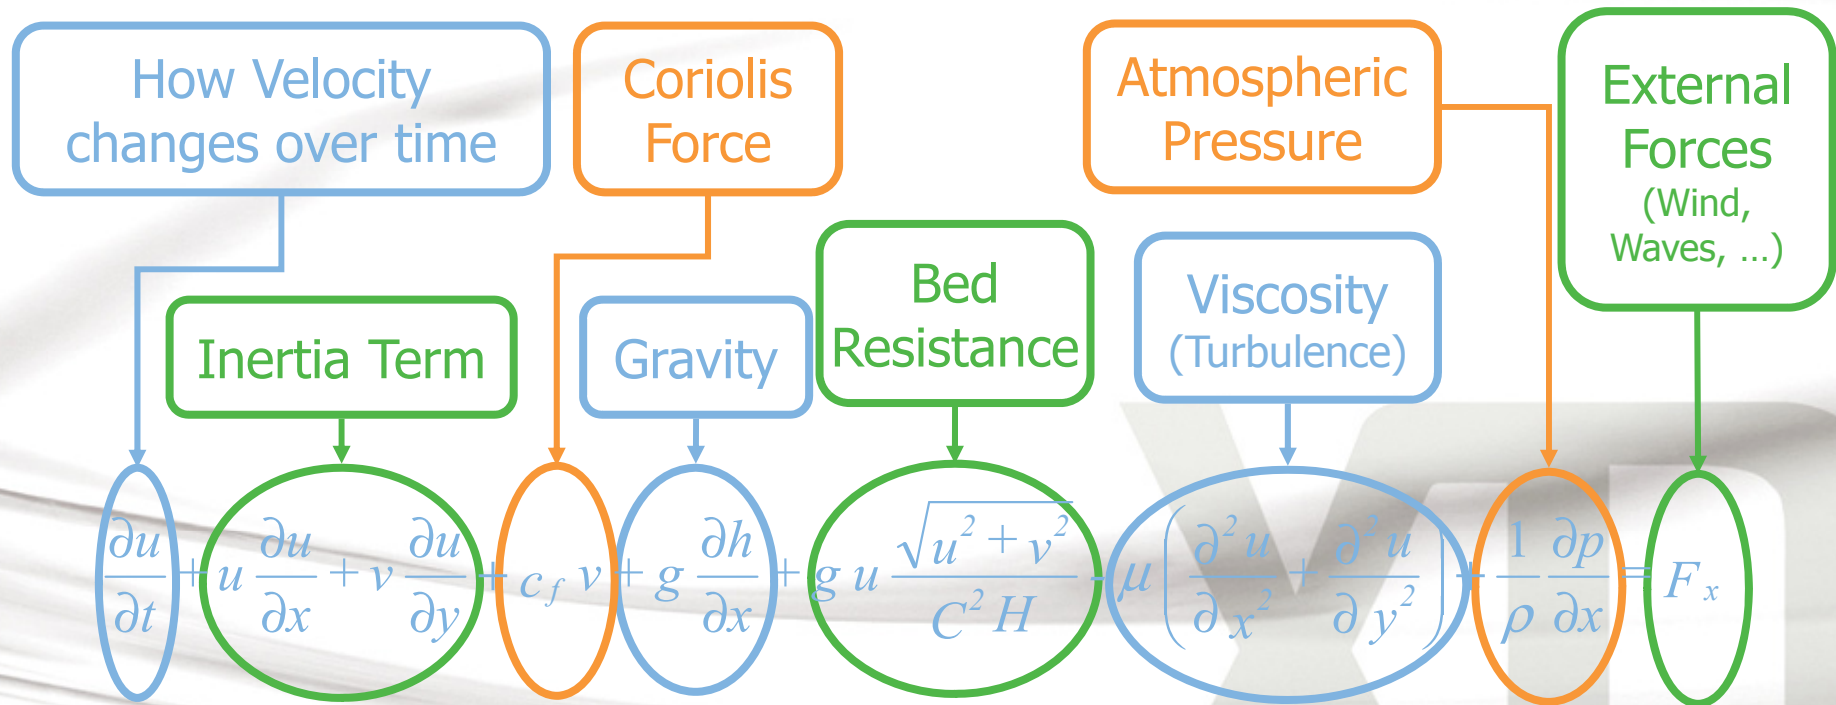 How Velocity
changes over time
Coriolis
Force
Atmospheric
Pressure
External
Forces
(Wind,
Waves, ...)
Inertia Term
Gravity
Bed
Resistance
Viscosity
(Turbulence)
∂u/∂t + u ∂u/∂x + v ∂u/∂y + c_f v + g ∂h/∂x + g u √(u² + v²)/(C² H) - μ(∂²u/∂x² + ∂²u/∂y²) + 1/ρ ∂p/∂x = F_x